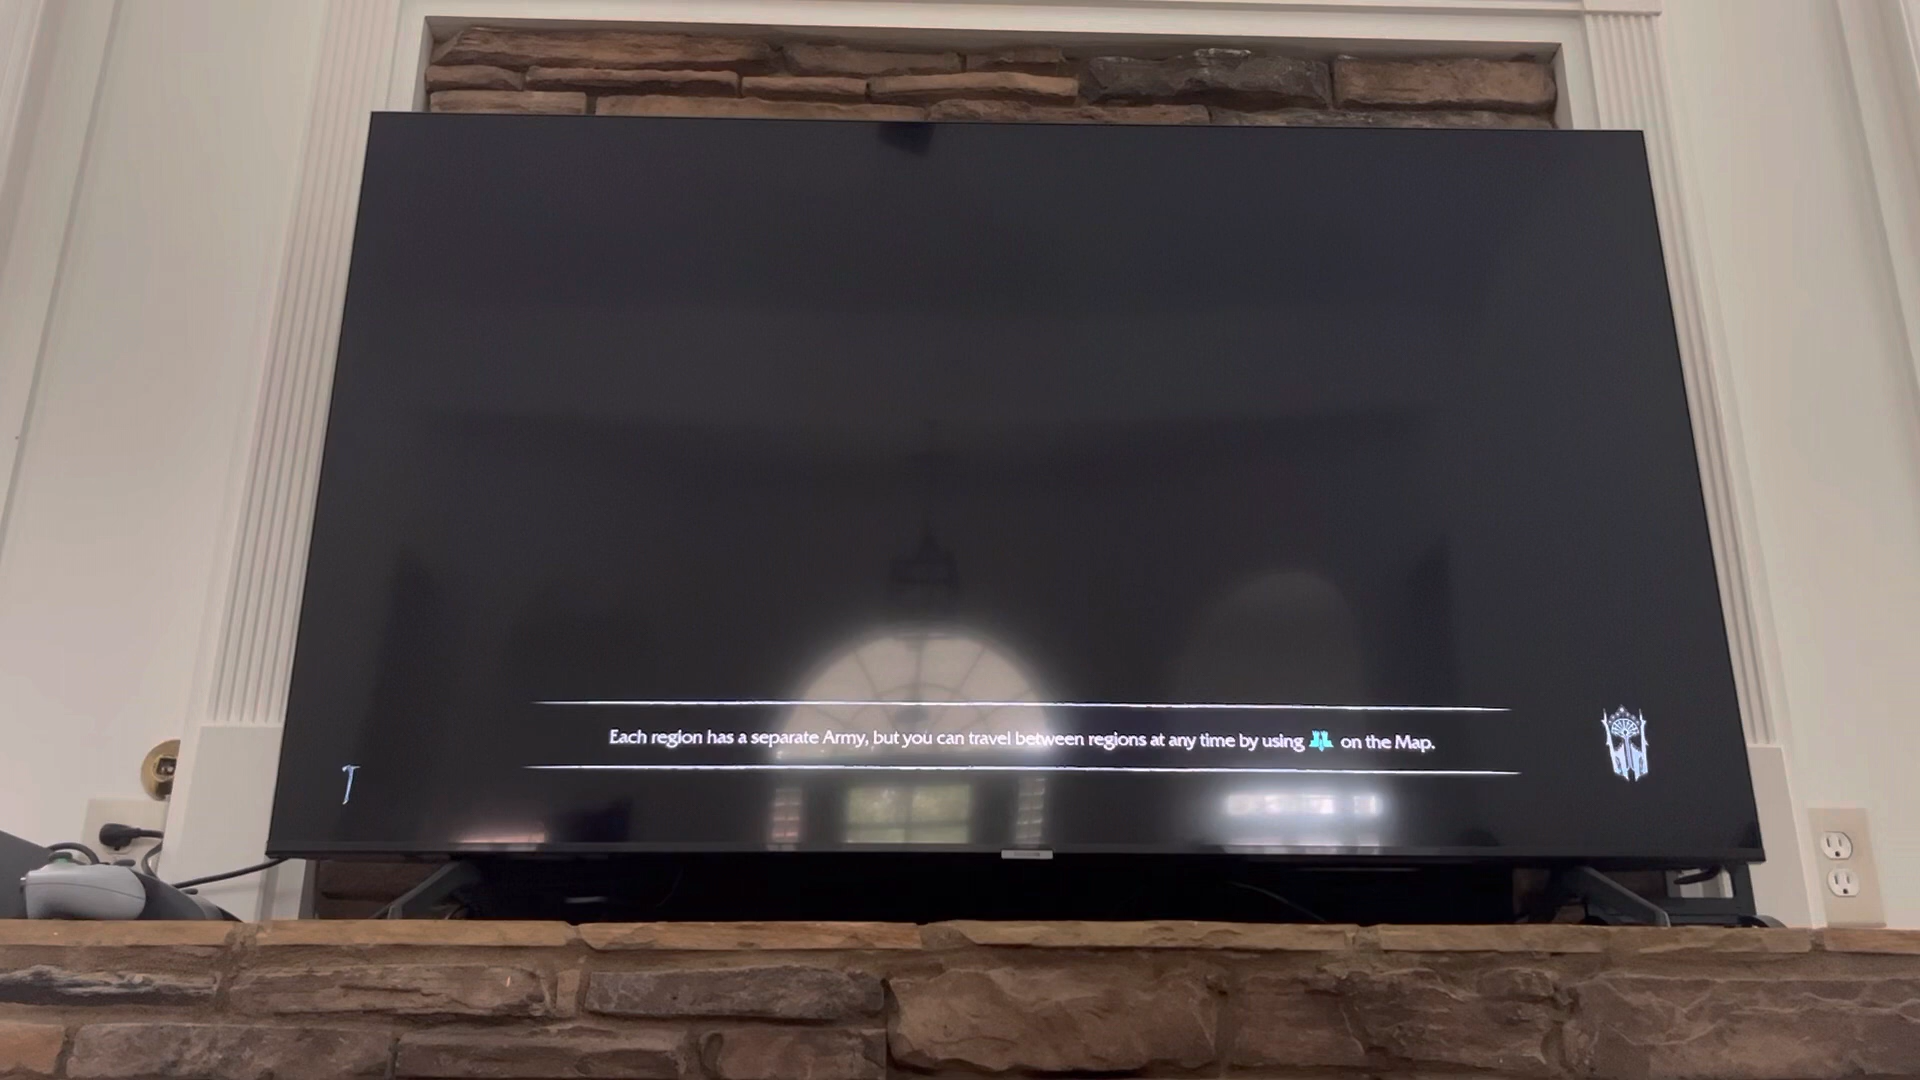 Each region has a separate Army, but you can travel between regions at any time by using on the Map.